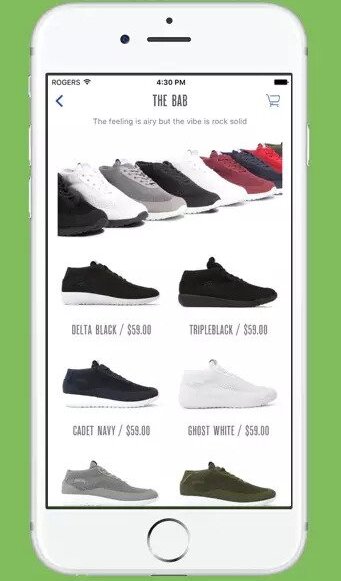 ROGERS 4:30 PM
THE BAB
The feeling is airy but the vibe is rock solid
DELTA BLACK / $59.00 TRIPLEBLACK / $59.00
CADET NAVY / $59.00 GHOST WHITE / $59.00